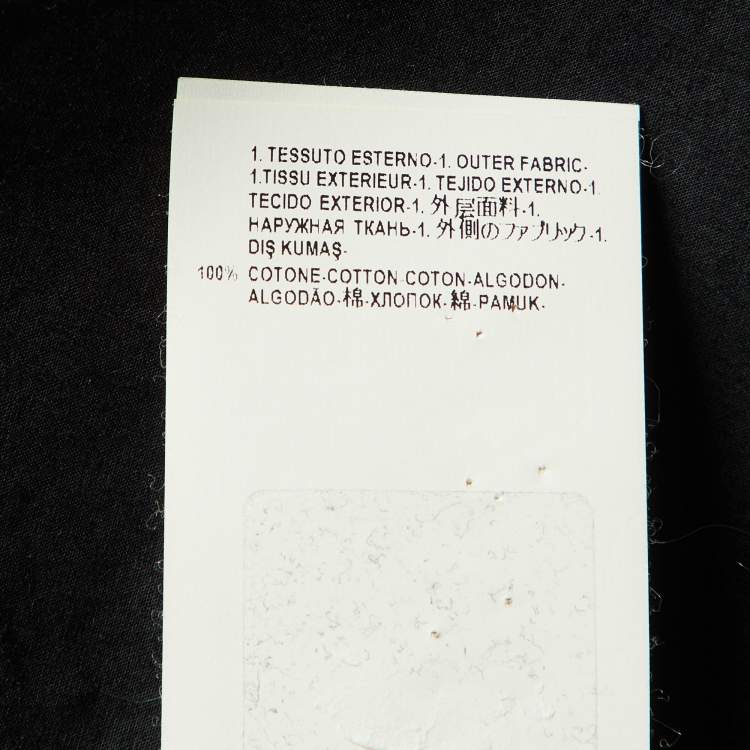 1. TESSUTO ESTERNO-1. OUTER FABRIC-
1.TISSU EXTERIEUR-1. TEJIDO EXTERNO-1.
TECIDO EXTERIOR-1. 外层面料-1.
НАРУЖНАЯ ТКАНЬ-1. 外側のファブリック-1.
DIŞ KUMAŞ-
100% COTONE-COTTON-COTON-ALGODON-
ALGODÃO-棉-ХЛОПОК-綿-PAMUK-